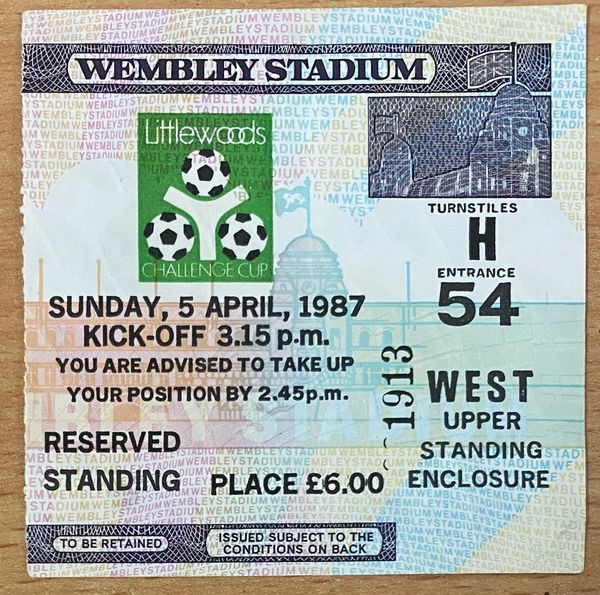 WEMBLEY STADIUM
Littlewoods
CHALLENGE CUP
TURNSTILES
H
ENTRANCE
54
SUNDAY, 5 APRIL, 1987
KICK-OFF 3.15 p.m.
YOU ARE ADVISED TO TAKE UP
YOUR POSITION BY 2.45p.m.
1913
WEST
UPPER
STANDING
ENCLOSURE
RESERVED
STANDING PLACE £6.00
TO BE RETAINED
ISSUED SUBJECT TO THE
CONDITIONS ON BACK